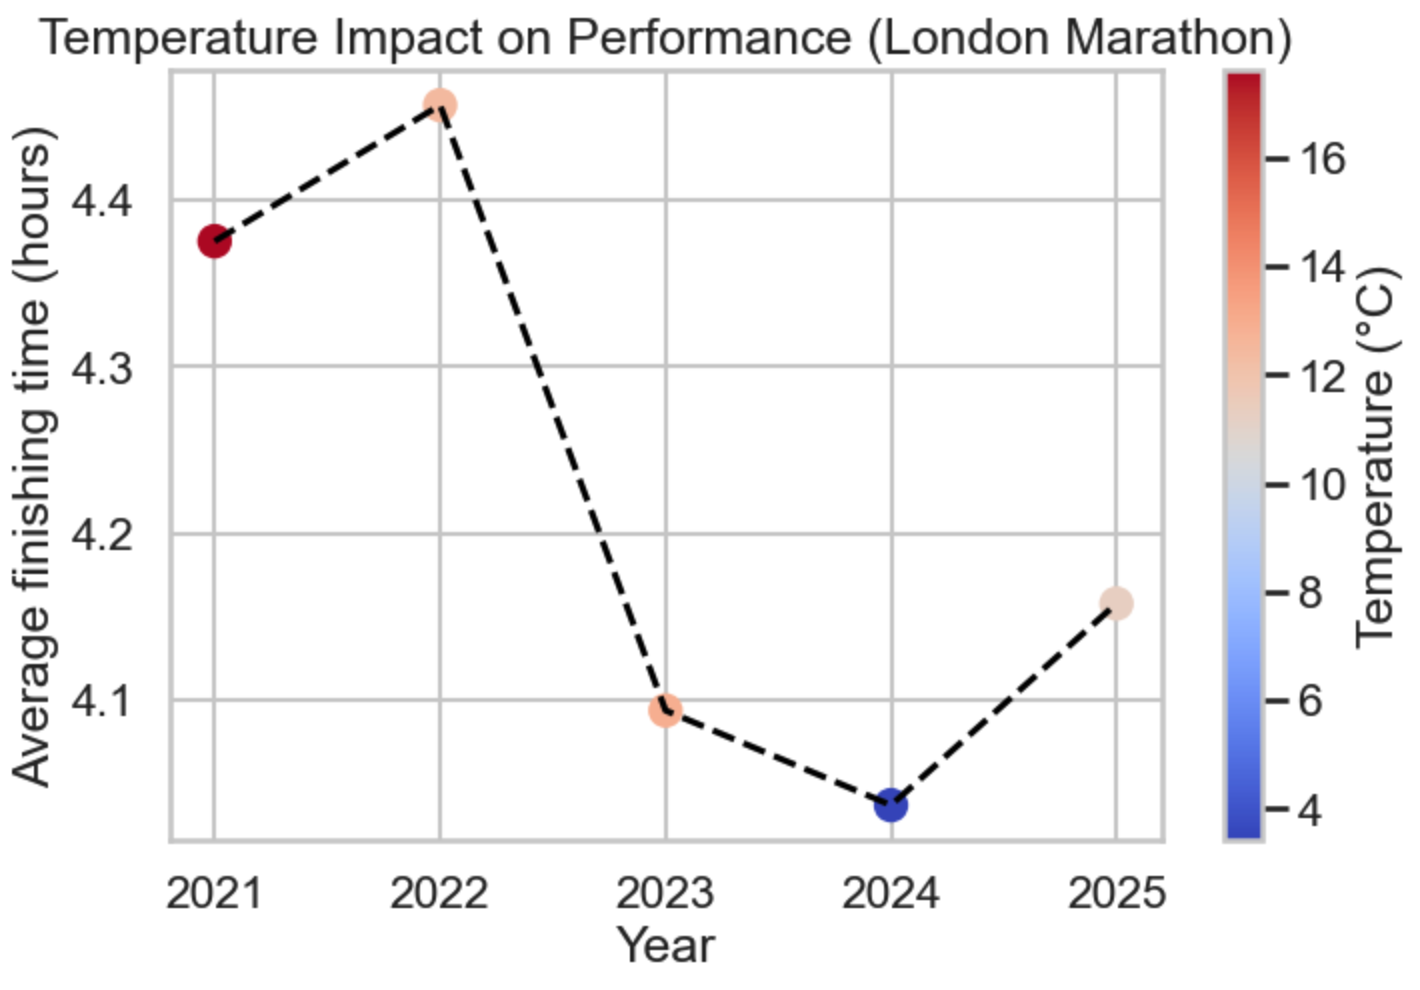 Temperature Impact on Performance (London Marathon)
Average finishing time (hours)
4.4
4.3
4.2
4.1
2021 2022 2023 2024 2025
Year
16
14
12
10
8
6
4
Temperature (°C)